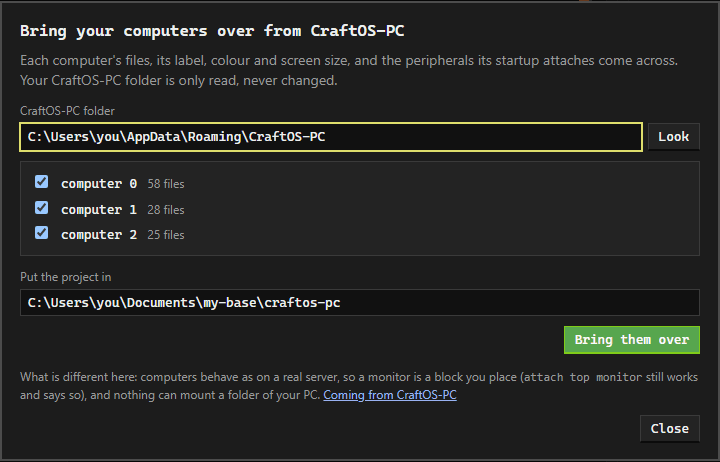 Bring your computers over from CraftOS-PC
Each computer's files, its label, colour and screen size, and the peripherals its startup attaches come across.
Your CraftOS-PC folder is only read, never changed.
CraftOS-PC folder
C:\Users\you\AppData\Roaming\CraftOS-PC
Look
computer 0 58 files
computer 1 28 files
computer 2 25 files
Put the project in
C:\Users\you\Documents\my-base\craftos-pc
Bring them over
What is different here: computers behave as on a real server, so a monitor is a block you place (attach top monitor still works
and says so), and nothing can mount a folder of your PC. Coming from CraftOS-PC
Close